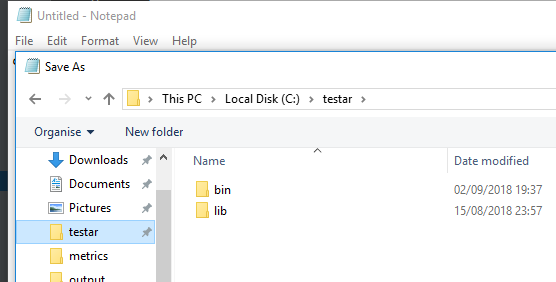 Untitled - Notepad
File Edit Format View Help
Save As
This PC Local Disk (C:) testar
Organise New folder
Downloads
Documents
Pictures
testar
metrics
output
Name Date modified
bin 02/09/2018 19:37
lib 15/08/2018 23:57